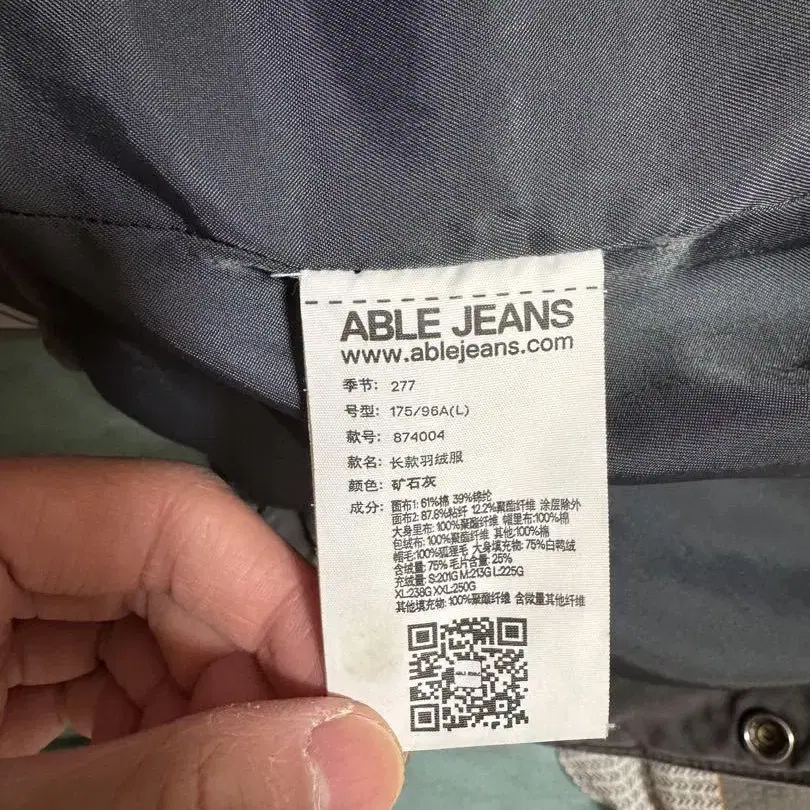 ABLE JEANS
www.ablejeans.com
季节: 277
号型: 175/96A(L)
款号: 874004
款名: 长款羽绒服
颜色: 矿石灰
成分: 面布1: 61%棉 39%锦纶
面布2: 87.8%粘纤 12.2%聚酯纤维 涂层除外
大身里布: 100%聚酯纤维 帽里布:100%棉
包绒布: 100%聚酯纤维 其他:100%棉
帽毛:100%狐狸毛 大身填充物: 75%白鸭绒
含绒量: 75% 毛片含量: 25%
充绒量: S:201G M:213G L:225G
XL:238G XXL:250G
其他填充物: 100%聚酯纤维 含微量其他纤维
ABLE JEANS